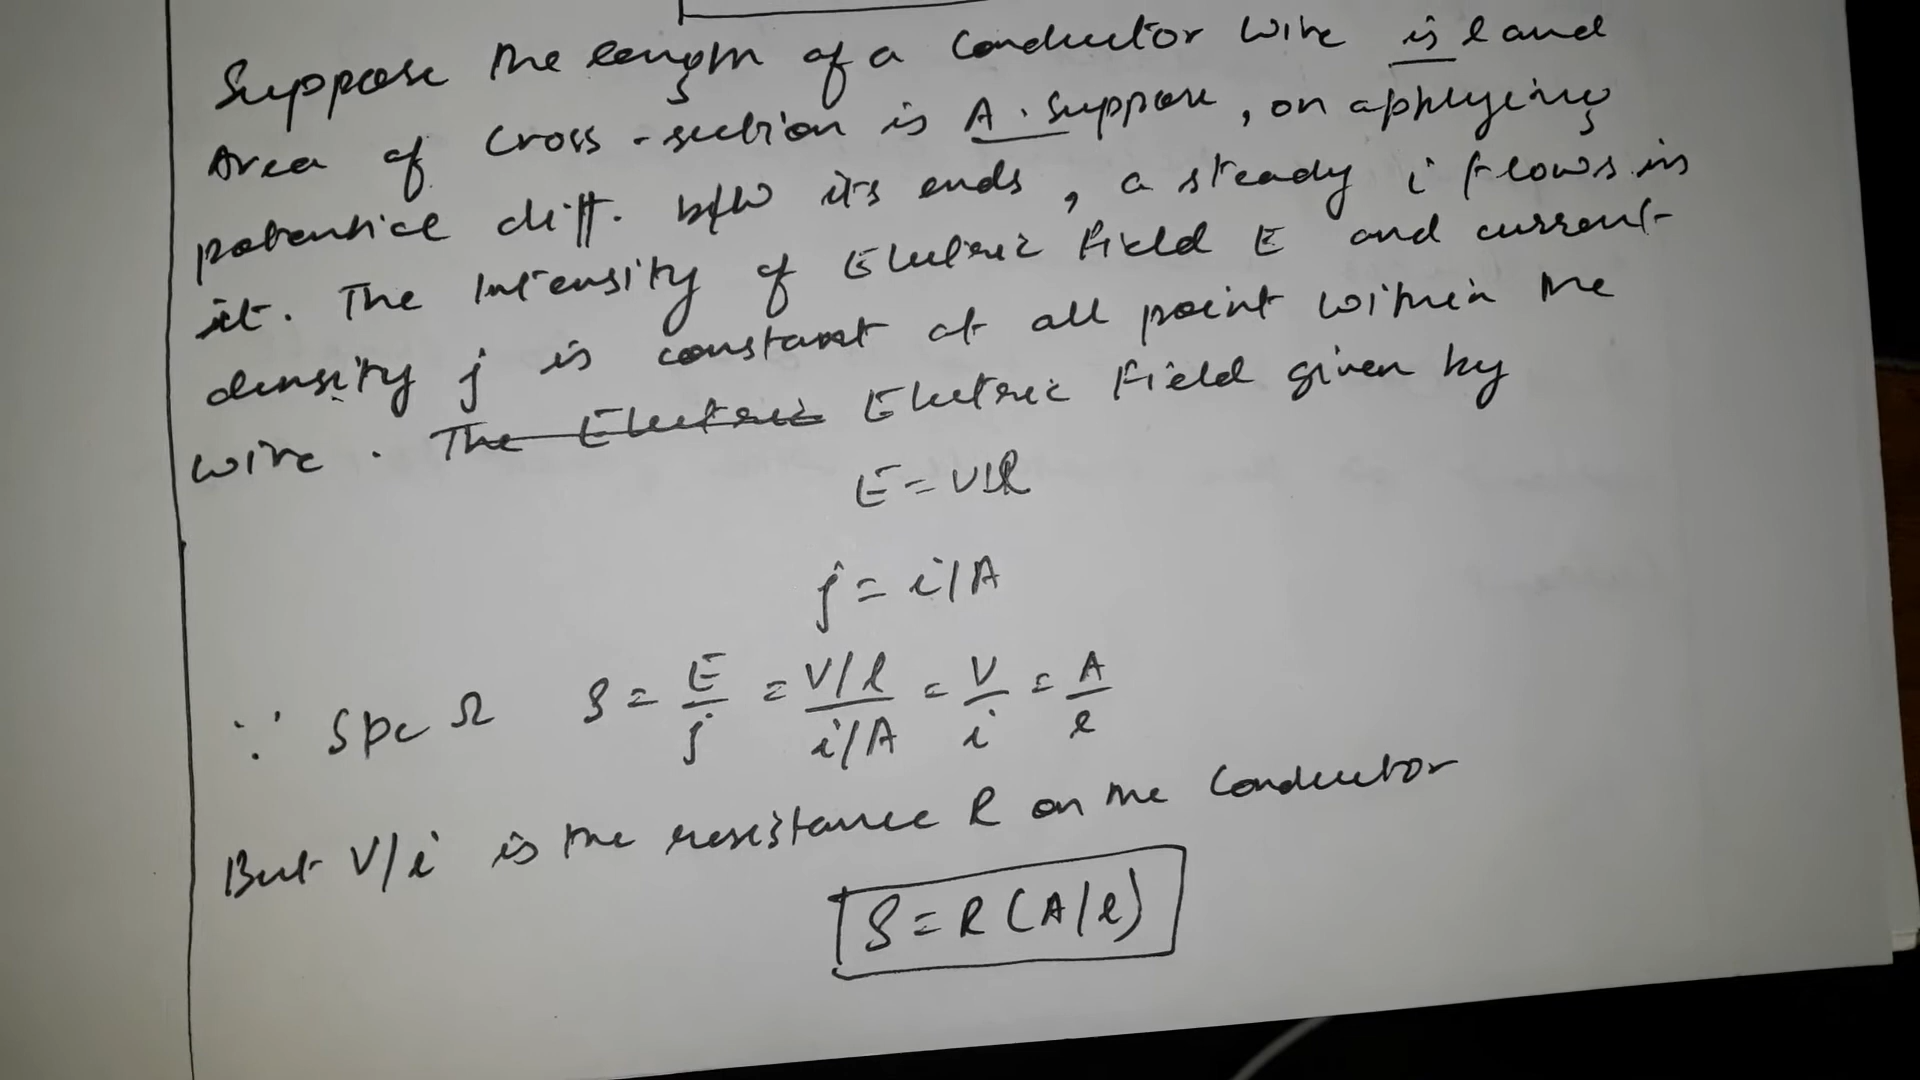 Suppose the length of a conductor wire is l and
Area of cross-section is A. Suppose, on applying
potential diff. b/w its ends, a steady i flows in
it. The Intensity of Electric field E and current
density j is constant at all point within the
wire. The Electric Electric field given by
E = V/l
j = i/A
∵ Spe Ω ρ = E/j = V/l / i/A = V/i = A/l
But V/i is the resistance R on the conductor
ρ = R (A/l)